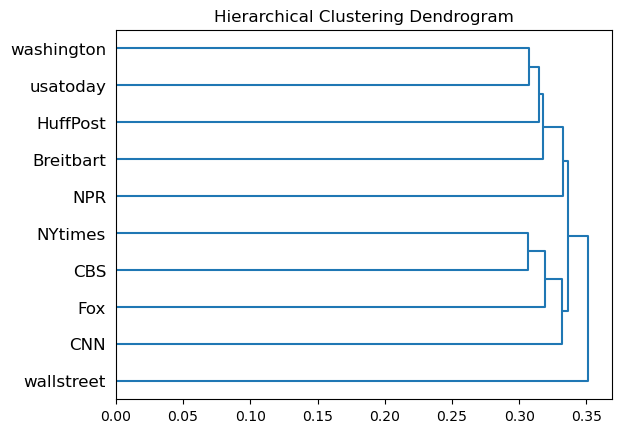 Hierarchical Clustering Dendrogram
washington
usatoday
HuffPost
Breitbart
NPR
NYtimes
CBS
Fox
CNN
wallstreet
0.00 0.05 0.10 0.15 0.20 0.25 0.30 0.35